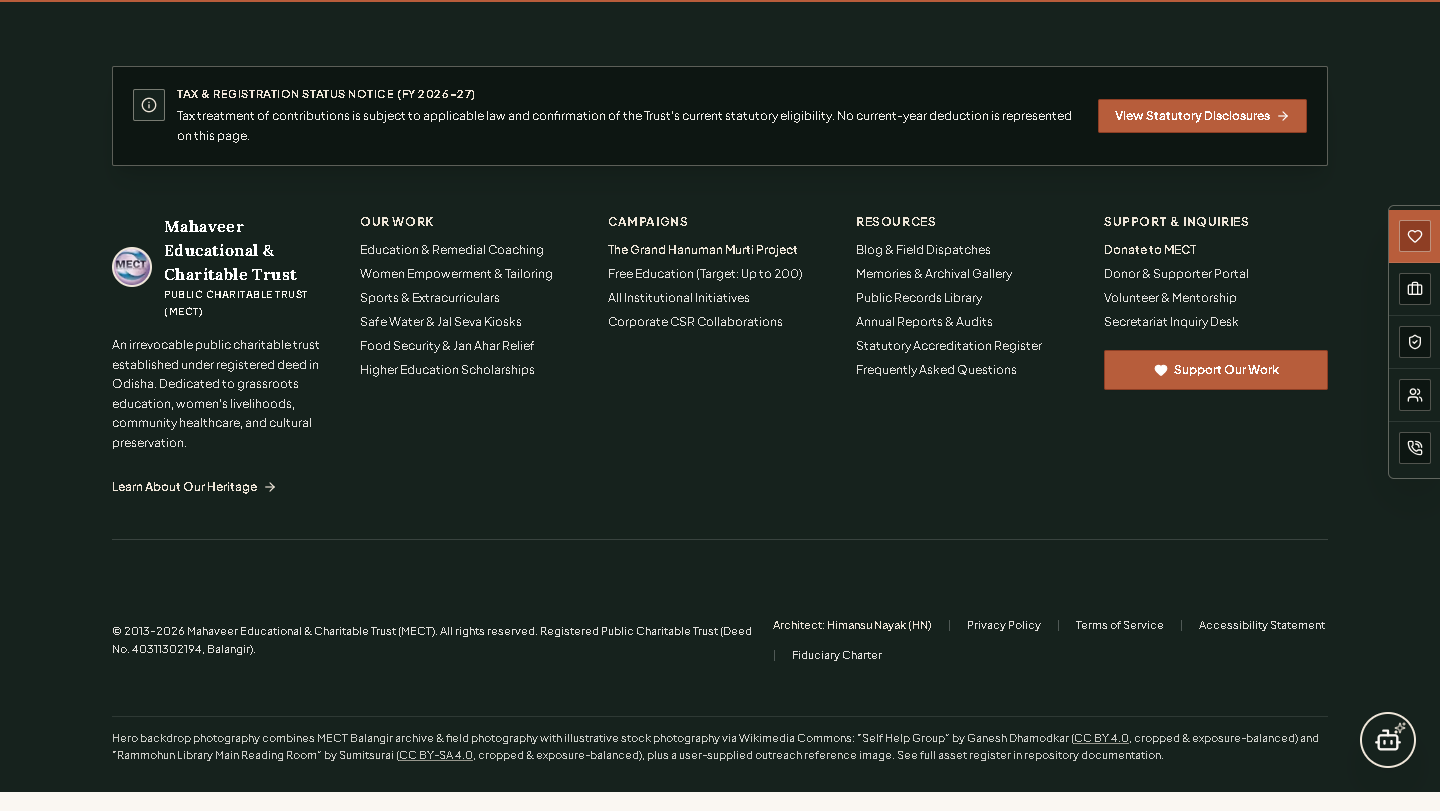 TAX & REGISTRATION STATUS NOTICE (FY 2026-27)
Tax treatment of contributions is subject to applicable law and confirmation of the Trust's current statutory eligibility. No current-year deduction is represented
on this page.
View Statutory Disclosures
MECT
Mahaveer
Educational &
Charitable Trust
PUBLIC CHARITABLE TRUST
(MECT)
An irrevocable public charitable trust
established under registered deed in
Odisha. Dedicated to grassroots
education, women's livelihoods,
community healthcare, and cultural
preservation.
Learn About Our Heritage
OUR WORK
Education & Remedial Coaching
Women Empowerment & Tailoring
Sports & Extracurriculars
Safe Water & Jal Seva Kiosks
Food Security & Jan Ahar Relief
Higher Education Scholarships
CAMPAIGNS
The Grand Hanuman Murti Project
Free Education (Target: Up to 200)
All Institutional Initiatives
Corporate CSR Collaborations
RESOURCES
Blog & Field Dispatches
Memories & Archival Gallery
Public Records Library
Annual Reports & Audits
Statutory Accreditation Register
Frequently Asked Questions
SUPPORT & INQUIRIES
Donate to MECT
Donor & Supporter Portal
Volunteer & Mentorship
Secretariat Inquiry Desk
Support Our Work
© 2013-2026 Mahaveer Educational & Charitable Trust (MECT). All rights reserved. Registered Public Charitable Trust (Deed
No. 40311302194, Balangir).
Architect: Himansu Nayak (HN) | Privacy Policy | Terms of Service | Accessibility Statement
| Fiduciary Charter
Hero backdrop photography combines MECT Balangir archive & field photography with illustrative stock photography via Wikimedia Commons: "Self Help Group" by Ganesh Dhamodkar (CC BY 4.0, cropped & exposure-balanced) and
"Rammohun Library Main Reading Room" by Sumitsurai (CC BY-SA 4.0, cropped & exposure-balanced), plus a user-supplied outreach reference image. See full asset register in repository documentation.